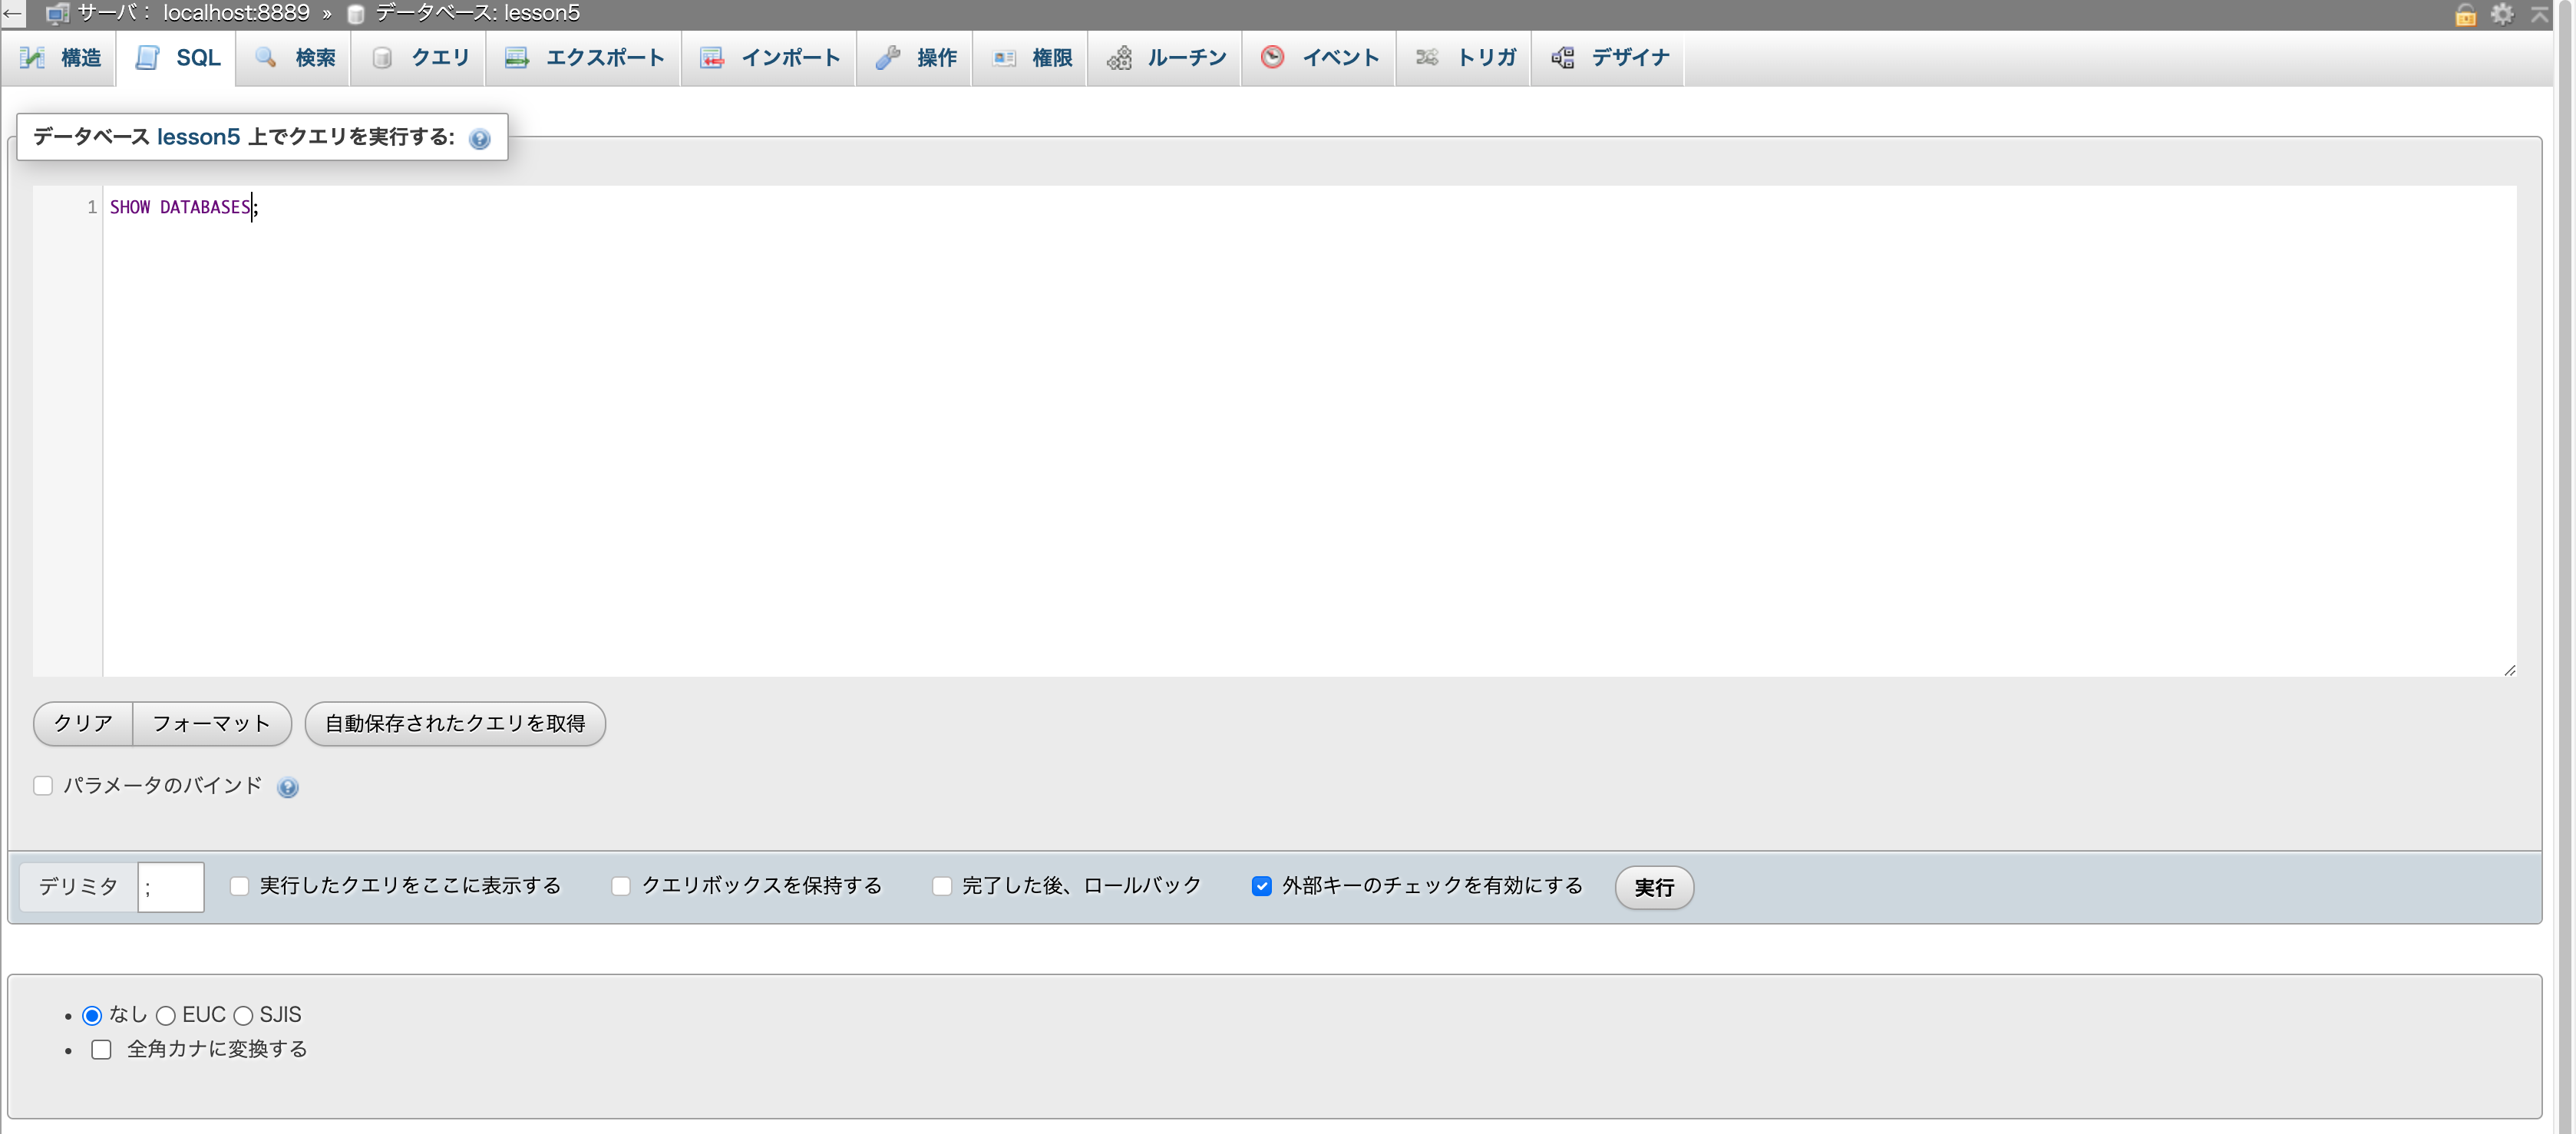 サーバ： localhost:8889 » データベース: lesson5
構造 SQL 検索 クエリ エクスポート インポート 操作 権限 ルーチン イベント トリガ デザイナ
データベース lesson5 上でクエリを実行する:
1 SHOW DATABASES;
クリア フォーマット 自動保存されたクエリを取得
パラメータのバインド
デリミタ ; 実行したクエリをここに表示する クエリボックスを保持する 完了した後、ロールバック 外部キーのチェックを有効にする 実行
なし EUC SJIS
全角カナに変換する